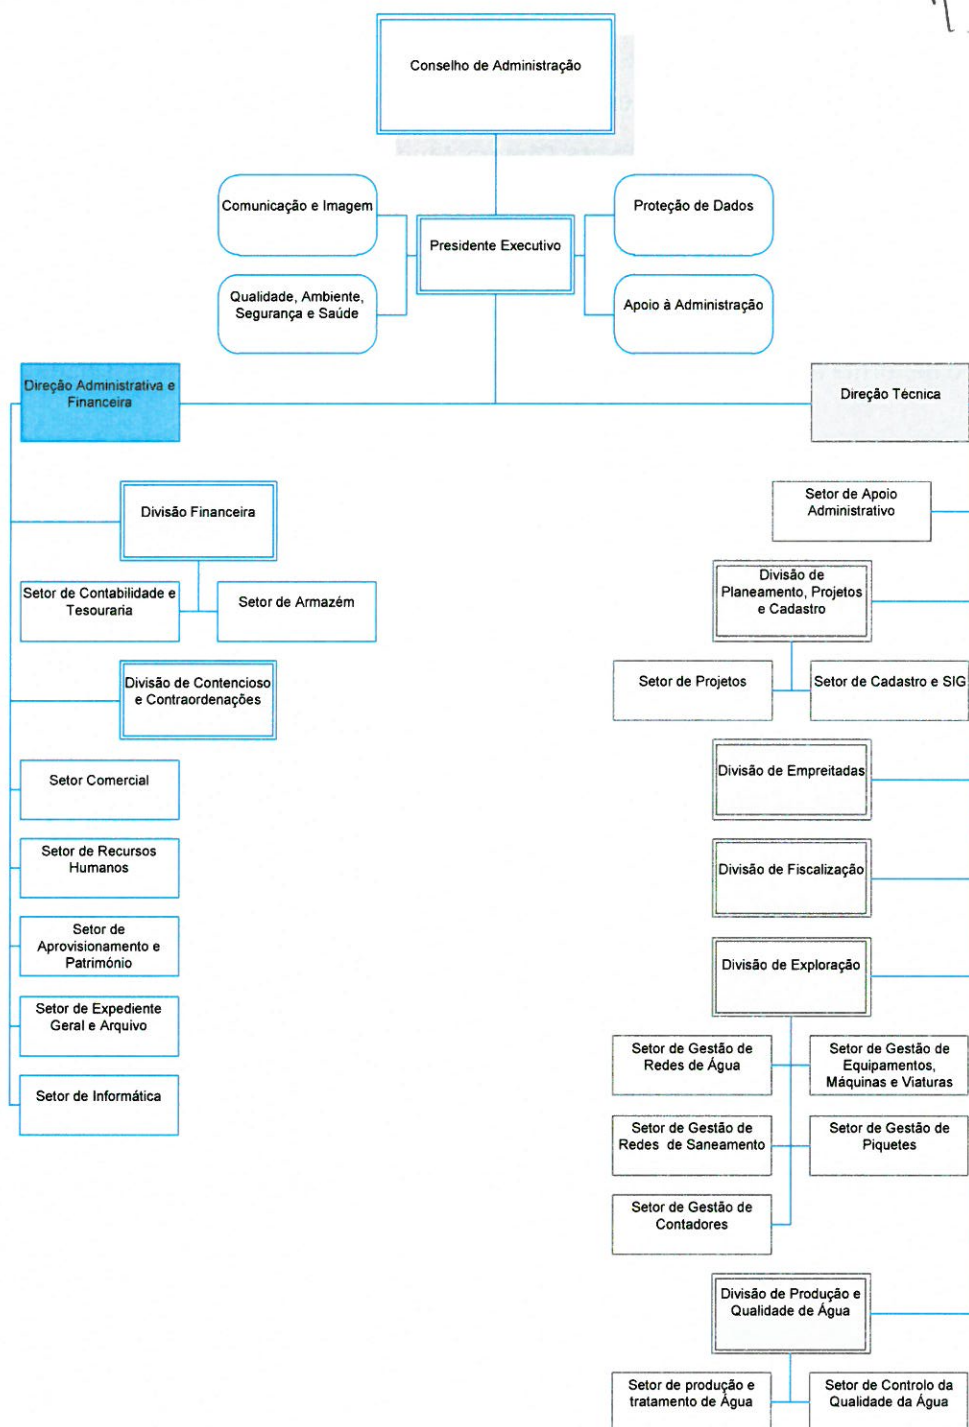 Conselho de Administração
Comunicação e Imagem
Proteção de Dados
Presidente Executivo
Qualidade, Ambiente,
Segurança e Saúde
Apoio à Administração
Direção Administrativa e
Financeira
Direção Técnica
Divisão Financeira
Setor de Contabilidade e
Tesouraria
Setor de Armazém
Divisão de Contencioso
e Contraordenações
Setor Comercial
Setor de Recursos
Humanos
Setor de
Aprovisionamento e
Património
Setor de Expediente
Geral e Arquivo
Setor de Informática
Setor de Apoio
Administrativo
Divisão de
Planeamento, Projetos
e Cadastro
Setor de Projetos
Setor de Cadastro e SIG
Divisão de Empreitadas
Divisão de Fiscalização
Divisão de Exploração
Setor de Gestão de
Redes de Água
Setor de Gestão de
Equipamentos,
Máquinas e Viaturas
Setor de Gestão de
Redes de Saneamento
Setor de Gestão de
Piquetes
Setor de Gestão de
Contadores
Divisão de Produção e
Qualidade de Água
Setor de produção e
tratamento de Água
Setor de Controlo da
Qualidade da Água